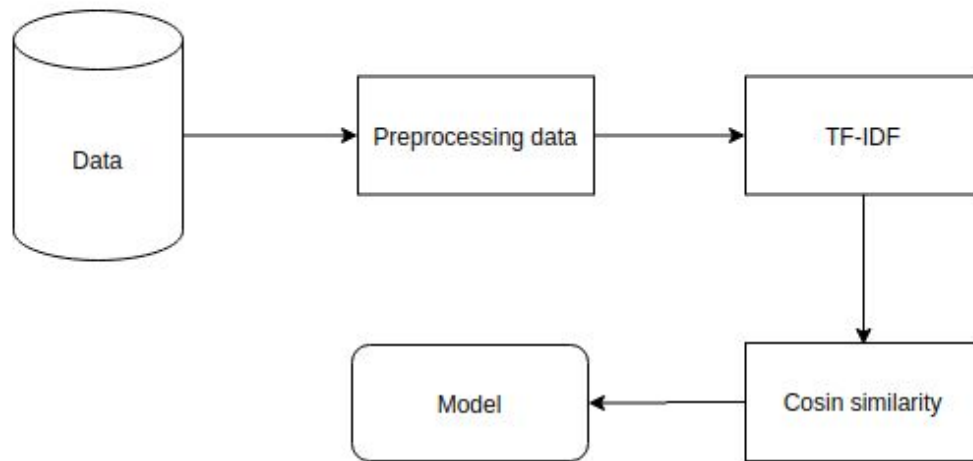 Data
Preprocessing data
TF-IDF
Cosin similarity
Model